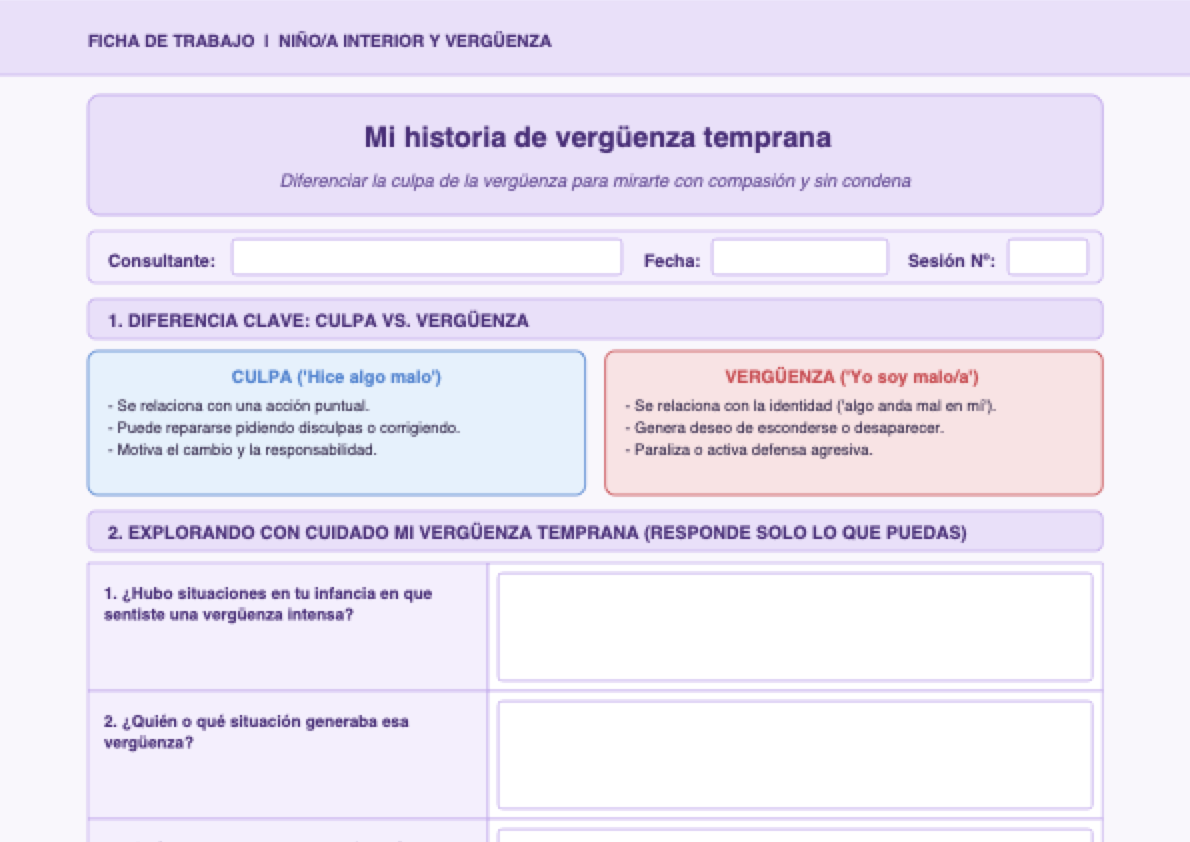 FICHA DE TRABAJO | NIÑO/A INTERIOR Y VERGÜENZA
Mi historia de vergüenza temprana
Diferenciar la culpa de la vergüenza para mirarte con compasión y sin condena
Consultante: Fecha: Sesión Nº:
1. DIFERENCIA CLAVE: CULPA VS. VERGÜENZA
CULPA ('Hice algo malo')
- Se relaciona con una acción puntual.
- Puede repararse pidiendo disculpas o corrigiendo.
- Motiva el cambio y la responsabilidad.
VERGÜENZA ('Yo soy malo/a')
- Se relaciona con la identidad ('algo anda mal en mí').
- Genera deseo de esconderse o desaparecer.
- Paraliza o activa defensa agresiva.
2. EXPLORANDO CON CUIDADO MI VERGÜENZA TEMPRANA (RESPONDE SOLO LO QUE PUEDAS)
1. ¿Hubo situaciones en tu infancia en que
sentiste una vergüenza intensa?
2. ¿Quién o qué situación generaba esa
vergüenza?